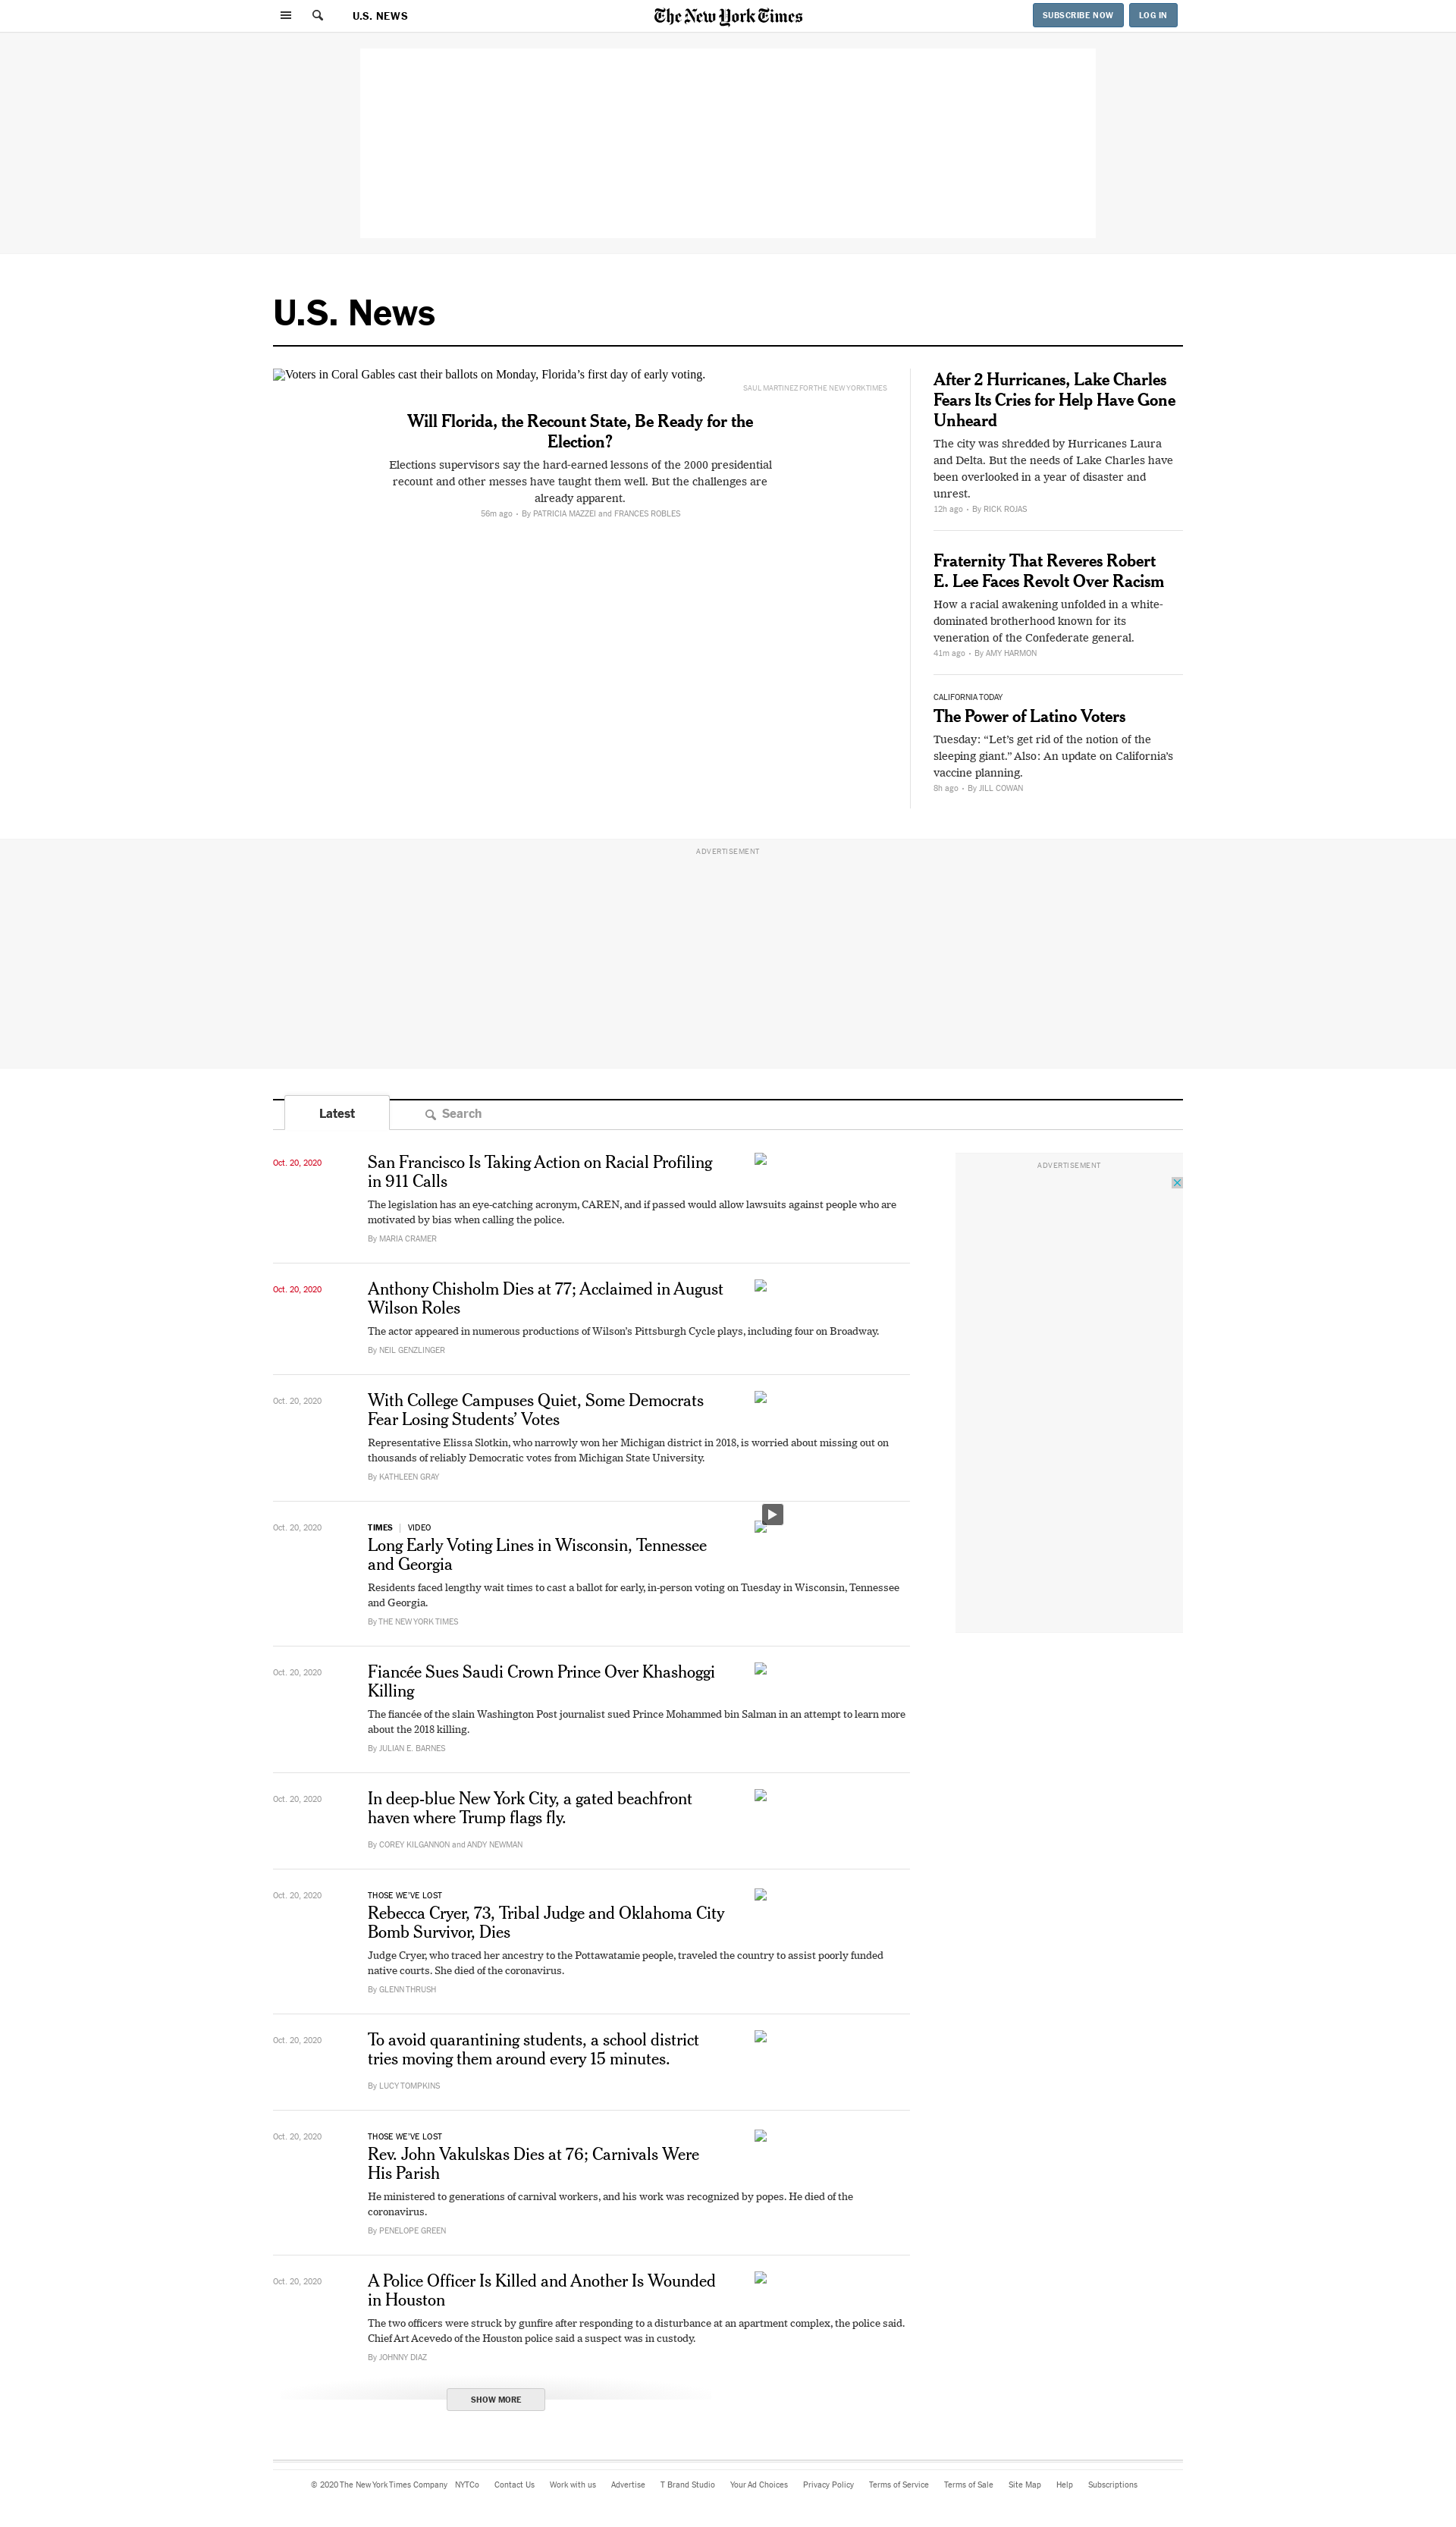 U.S. NEWS
The New York Times
SUBSCRIBE NOW
LOG IN
U.S. News
Voters in Coral Gables cast their ballots on Monday, Florida’s first day of early voting.
SAUL MARTINEZ FOR THE NEW YORK TIMES
Will Florida, the Recount State, Be Ready for the
Election?
Elections supervisors say the hard-earned lessons of the 2000 presidential
recount and other messes have taught them well. But the challenges are
already apparent.
56m ago • By PATRICIA MAZZEI and FRANCES ROBLES
After 2 Hurricanes, Lake Charles
Fears Its Cries for Help Have Gone
Unheard
The city was shredded by Hurricanes Laura
and Delta. But the needs of Lake Charles have
been overlooked in a year of disaster and
unrest.
12h ago • By RICK ROJAS
Fraternity That Reveres Robert
E. Lee Faces Revolt Over Racism
How a racial awakening unfolded in a white-
dominated brotherhood known for its
veneration of the Confederate general.
41m ago • By AMY HARMON
CALIFORNIA TODAY
The Power of Latino Voters
Tuesday: “Let’s get rid of the notion of the
sleeping giant.” Also: An update on California’s
vaccine planning.
8h ago • By JILL COWAN
ADVERTISEMENT
Latest
Search
Oct. 20, 2020
San Francisco Is Taking Action on Racial Profiling
in 911 Calls
The legislation has an eye-catching acronym, CAREN, and if passed would allow lawsuits against people who are
motivated by bias when calling the police.
By MARIA CRAMER
ADVERTISEMENT
Oct. 20, 2020
Anthony Chisholm Dies at 77; Acclaimed in August
Wilson Roles
The actor appeared in numerous productions of Wilson’s Pittsburgh Cycle plays, including four on Broadway.
By NEIL GENZLINGER
Oct. 20, 2020
With College Campuses Quiet, Some Democrats
Fear Losing Students’ Votes
Representative Elissa Slotkin, who narrowly won her Michigan district in 2018, is worried about missing out on
thousands of reliably Democratic votes from Michigan State University.
By KATHLEEN GRAY
Oct. 20, 2020
TIMES | VIDEO
Long Early Voting Lines in Wisconsin, Tennessee
and Georgia
Residents faced lengthy wait times to cast a ballot for early, in-person voting on Tuesday in Wisconsin, Tennessee
and Georgia.
By THE NEW YORK TIMES
Oct. 20, 2020
Fiancée Sues Saudi Crown Prince Over Khashoggi
Killing
The fiancée of the slain Washington Post journalist sued Prince Mohammed bin Salman in an attempt to learn more
about the 2018 killing.
By JULIAN E. BARNES
Oct. 20, 2020
In deep-blue New York City, a gated beachfront
haven where Trump flags fly.
By COREY KILGANNON and ANDY NEWMAN
Oct. 20, 2020
THOSE WE’VE LOST
Rebecca Cryer, 73, Tribal Judge and Oklahoma City
Bomb Survivor, Dies
Judge Cryer, who traced her ancestry to the Pottawatamie people, traveled the country to assist poorly funded
native courts. She died of the coronavirus.
By GLENN THRUSH
Oct. 20, 2020
To avoid quarantining students, a school district
tries moving them around every 15 minutes.
By LUCY TOMPKINS
Oct. 20, 2020
THOSE WE’VE LOST
Rev. John Vakulskas Dies at 76; Carnivals Were
His Parish
He ministered to generations of carnival workers, and his work was recognized by popes. He died of the
coronavirus.
By PENELOPE GREEN
Oct. 20, 2020
A Police Officer Is Killed and Another Is Wounded
in Houston
The two officers were struck by gunfire after responding to a disturbance at an apartment complex, the police said.
Chief Art Acevedo of the Houston police said a suspect was in custody.
By JOHNNY DIAZ
SHOW MORE
© 2020 The New York Times Company NYTCo Contact Us Work with us Advertise T Brand Studio Your Ad Choices Privacy Policy Terms of Service Terms of Sale Site Map Help Subscriptions